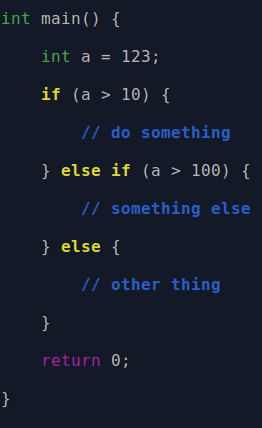 int main() {
    int a = 123;
    if (a > 10) {
        // do something
    } else if (a > 100) {
        // something else
    } else {
        // other thing
    }
    return 0;
}